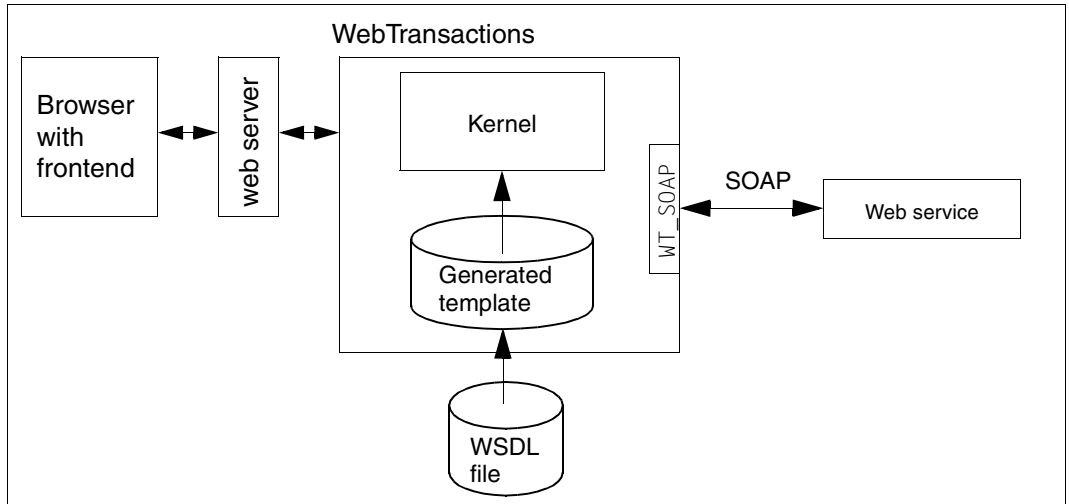 WebTransactions
Browser
with
frontend
web server
Kernel
WT_SOAP
SOAP
Web service
Generated
template
WSDL
file